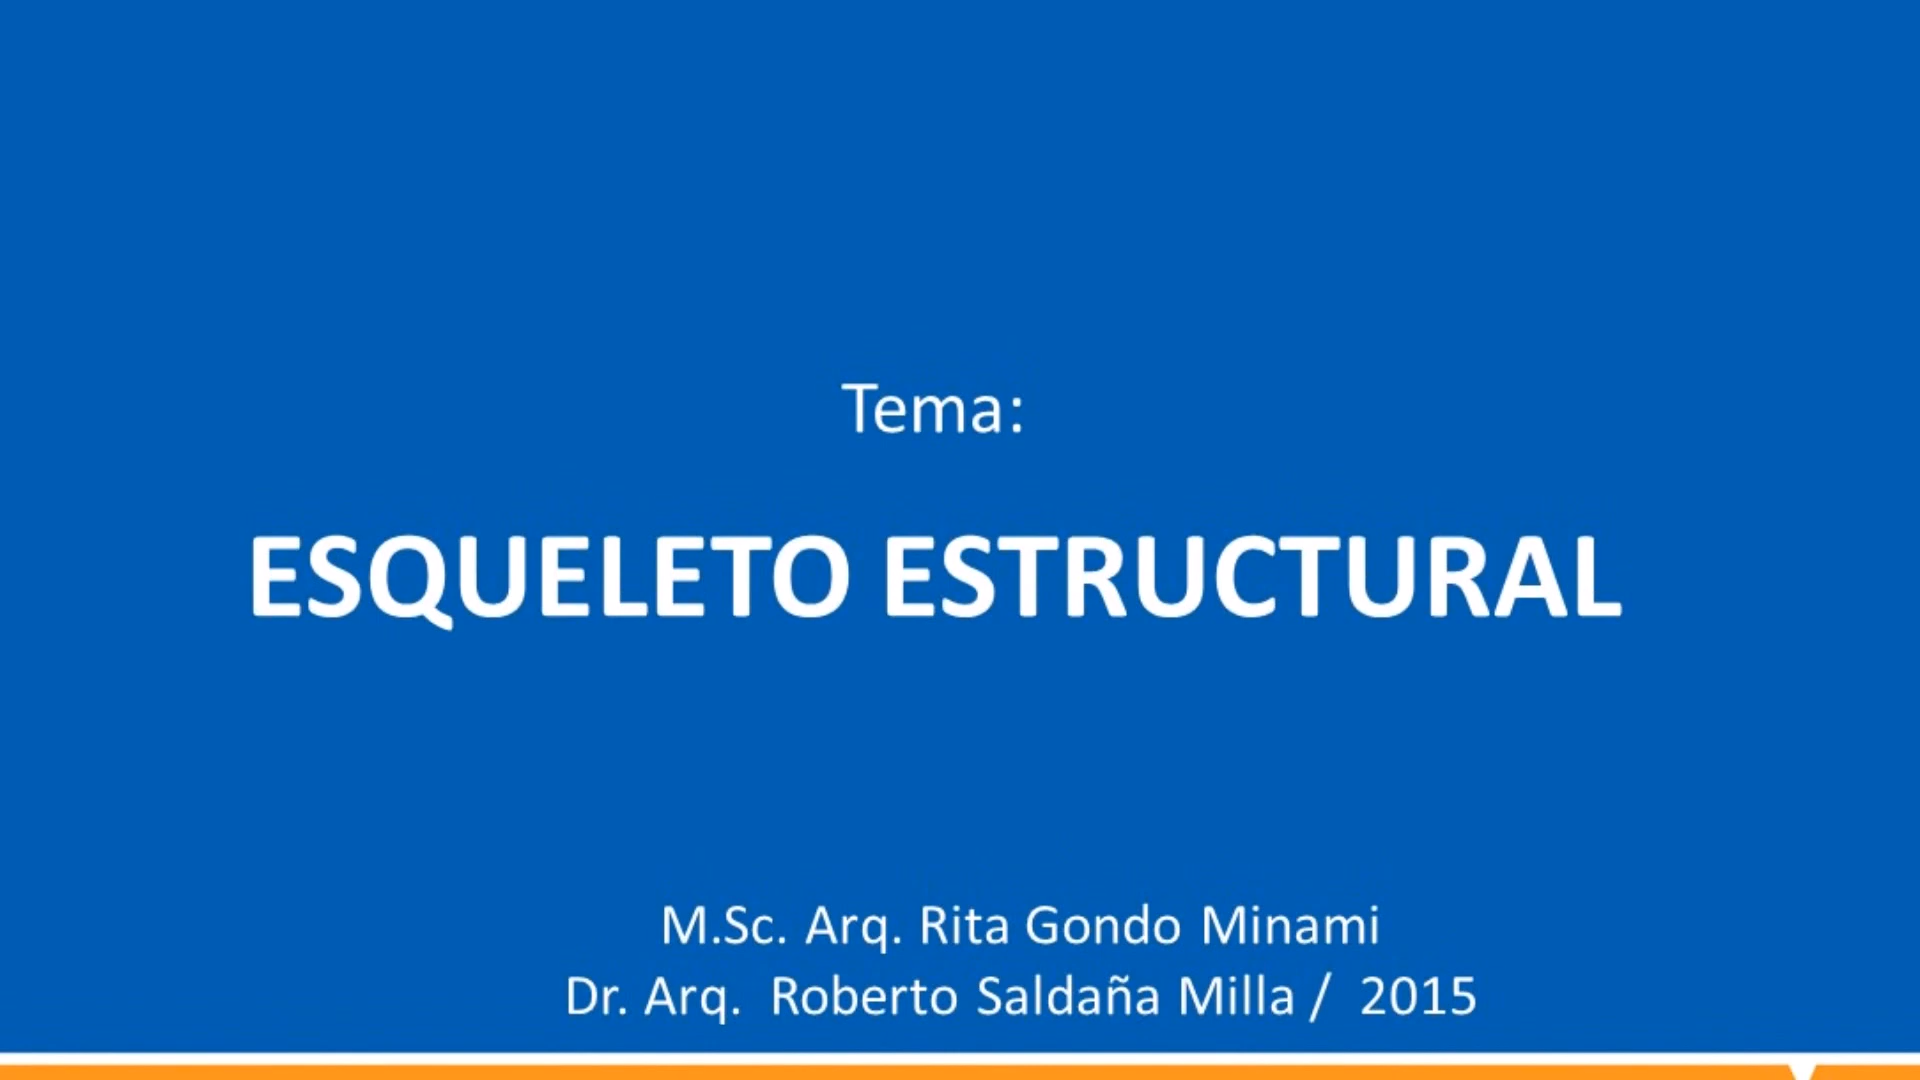 Tema:
ESQUELETO ESTRUCTURAL
M.Sc. Arq. Rita Gondo Minami
Dr. Arq. Roberto Saldaña Milla / 2015